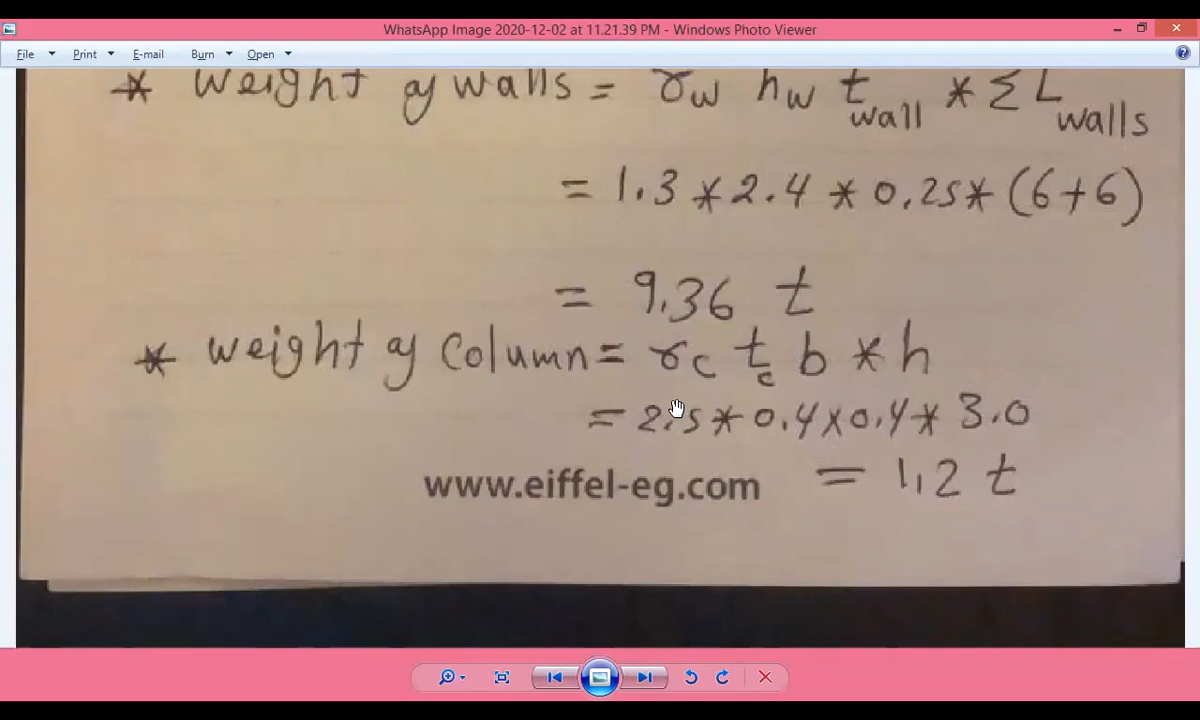 WhatsApp Image 2020-12-02 at 11.21.39 PM - Windows Photo Viewer
File Print E-mail Burn Open
* weight of walls = γw hw t wall * Σ L walls
= 1.3 * 2.4 * 0.25 * (6+6)
= 9.36 t
* weight of Column = γc tc b * h
= 2.5 * 0.4 x 0.4 * 3.0
www.eiffel-eg.com = 1.2 t